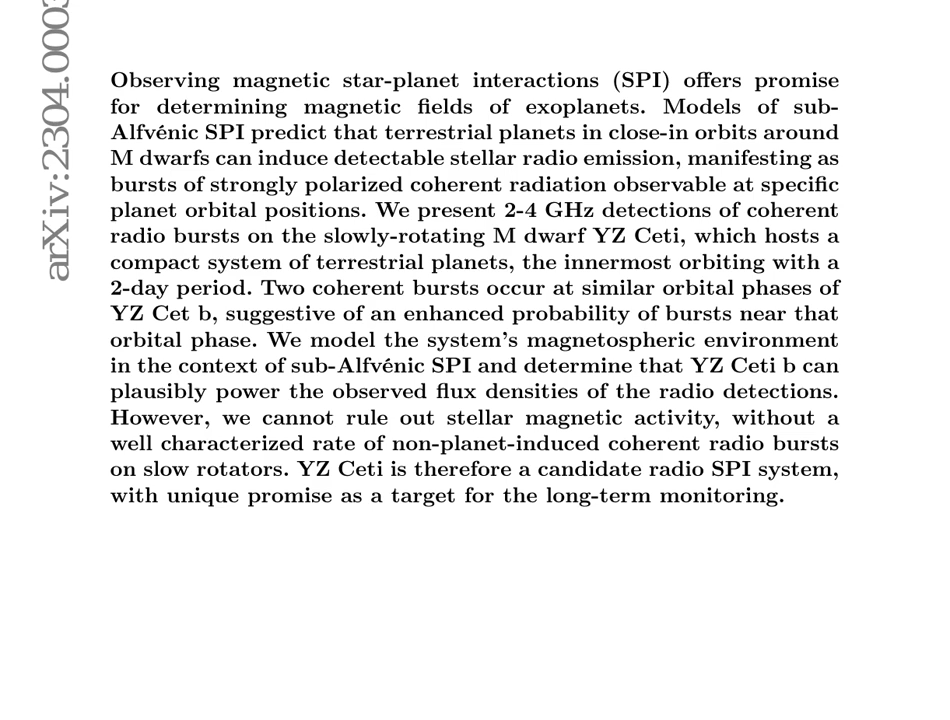 arXiv:2304.0003
Observing magnetic star-planet interactions (SPI) offers promise
for determining magnetic fields of exoplanets. Models of sub-
Alfvénic SPI predict that terrestrial planets in close-in orbits around
M dwarfs can induce detectable stellar radio emission, manifesting as
bursts of strongly polarized coherent radiation observable at specific
planet orbital positions. We present 2-4 GHz detections of coherent
radio bursts on the slowly-rotating M dwarf YZ Ceti, which hosts a
compact system of terrestrial planets, the innermost orbiting with a
2-day period. Two coherent bursts occur at similar orbital phases of
YZ Cet b, suggestive of an enhanced probability of bursts near that
orbital phase. We model the system's magnetospheric environment
in the context of sub-Alfvénic SPI and determine that YZ Ceti b can
plausibly power the observed flux densities of the radio detections.
However, we cannot rule out stellar magnetic activity, without a
well characterized rate of non-planet-induced coherent radio bursts
on slow rotators. YZ Ceti is therefore a candidate radio SPI system,
with unique promise as a target for the long-term monitoring.